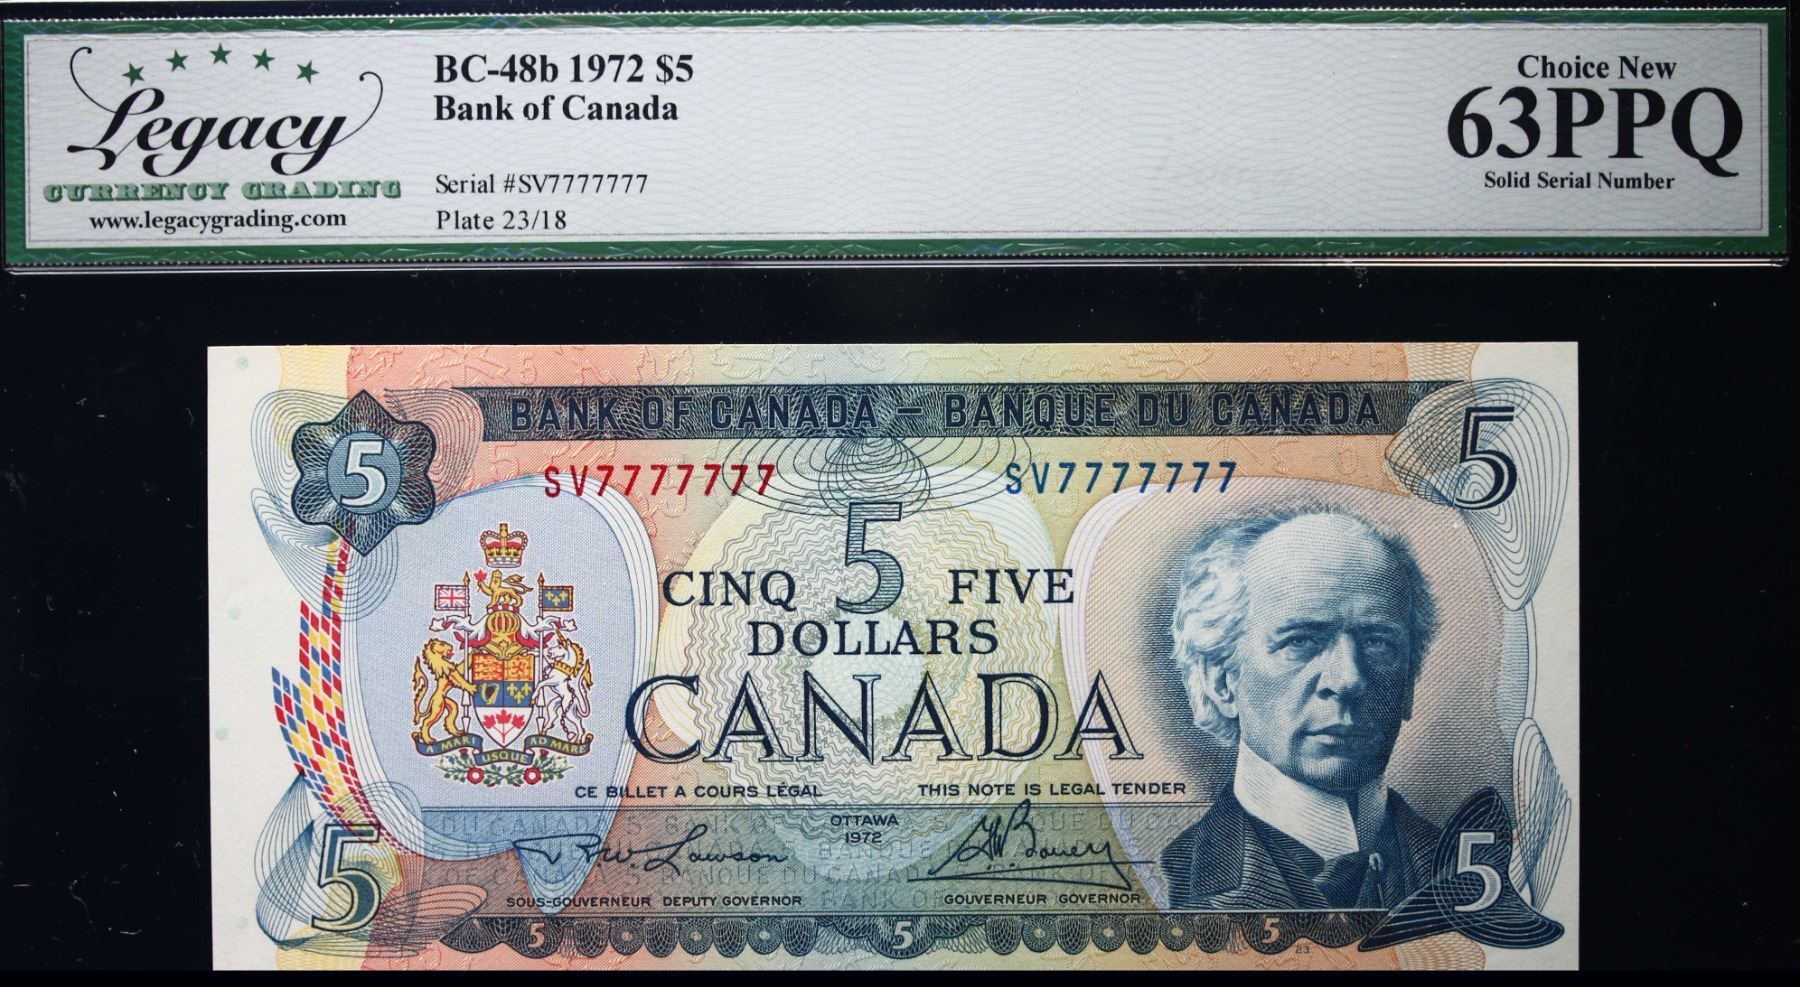 Legacy
CURRENCY GRADING
www.legacygrading.com
BC-48b 1972 $5
Bank of Canada
Serial #SV7777777
Plate 23/18
Choice New
63PPQ
Solid Serial Number
BANK OF CANADA – BANQUE DU CANADA
5
5
SV7777777
SV7777777
5
CINQ FIVE
DOLLARS
CANADA
A MARI USQUE AD MARE
CE BILLET A COURS LÉGAL
THIS NOTE IS LEGAL TENDER
OTTAWA
1972
R.W. Lawson
G.K. Bouey
SOUS-GOUVERNEUR DEPUTY GOVERNOR
GOUVERNEUR GOVERNOR
5
5
5
5
5
23